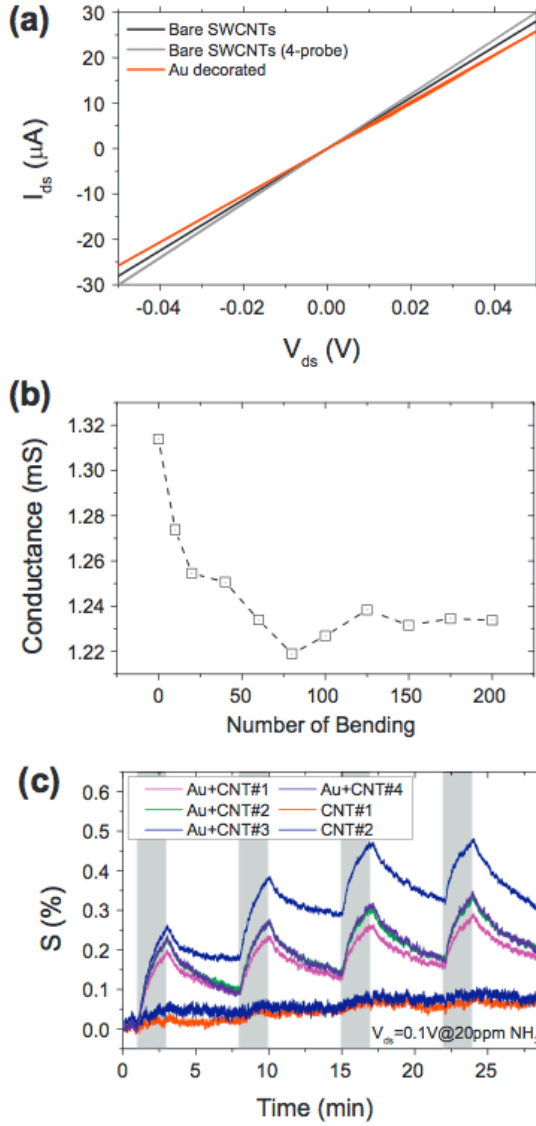 (a)
Bare SWCNTs
Bare SWCNTs (4-probe)
Au decorated
30
20
10
0
-10
-20
-30
I_ds (μA)
-0.04 -0.02 0.00 0.02 0.04
V_ds (V)
(b)
1.32
1.30
1.28
1.26
1.24
1.22
Conductance (mS)
0 50 100 150 200
Number of Bending
(c)
Au+CNT#1 Au+CNT#4
Au+CNT#2 CNT#1
Au+CNT#3 CNT#2
0.6
0.5
0.4
0.3
0.2
0.1
0.0
S (%)
V_ds=0.1V@20ppm NH
0 5 10 15 20 25
Time (min)